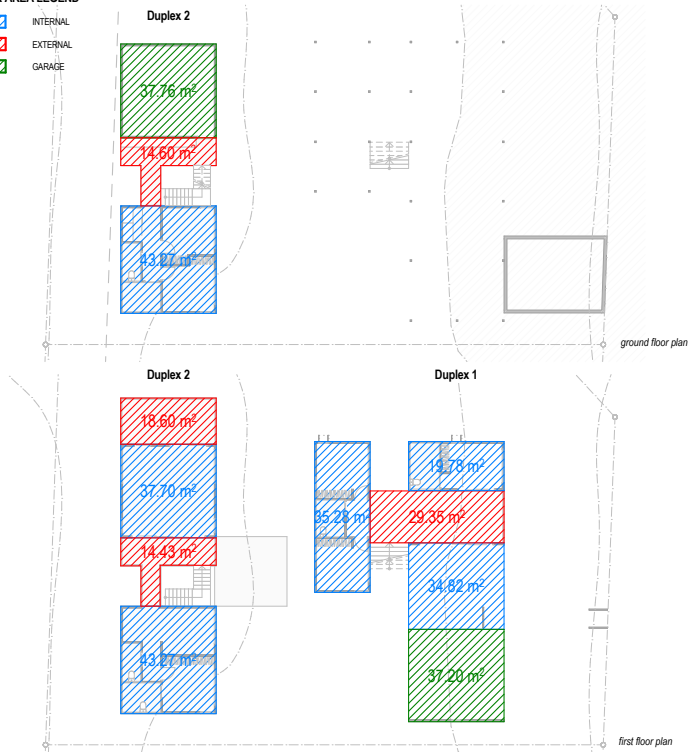 AREA LEGEND
INTERNAL
EXTERNAL
GARAGE
Duplex 2
37.76 m²
14.60 m²
43.27 m²
ground floor plan
Duplex 2
Duplex 1
18.60 m²
37.70 m²
14.43 m²
43.27 m²
19.78 m²
35.28 m²
29.35 m²
34.82 m²
37.20 m²
first floor plan